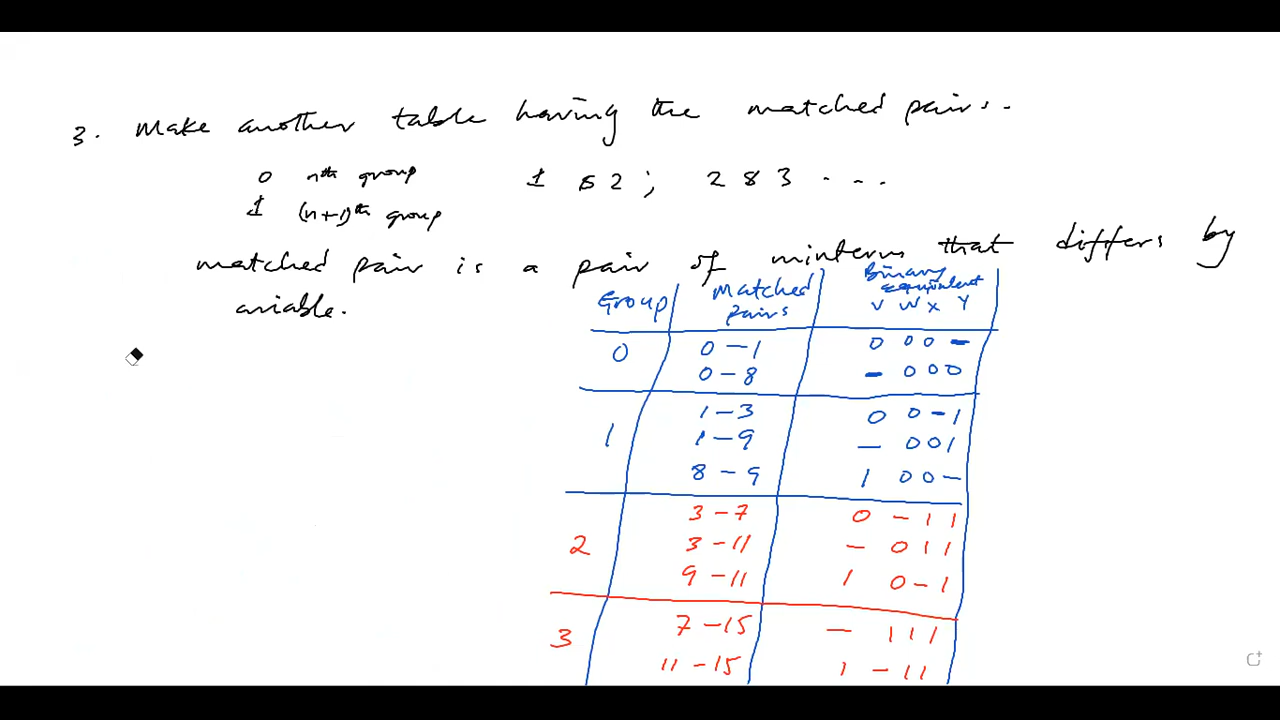 3. Make another table having the matched pairs.
0 nth group 1 & 2 ; 2 & 3 ...
1 (n+1)th group
matched pair is a pair of minterm that differs by
ariable.
Group Matched pairs Binary equivalent
V W X Y
0 0 – 1 0 0 0 –
0 – 8 – 0 0 0
1 1 – 3 0 0 – 1
1 – 9 – 0 0 1
8 – 9 1 0 0 –
2 3 – 7 0 – 1 1
3 – 11 – 0 1 1
9 – 11 1 0 – 1
3 7 – 15 – 1 1 1
11 – 15 1 – 1 1